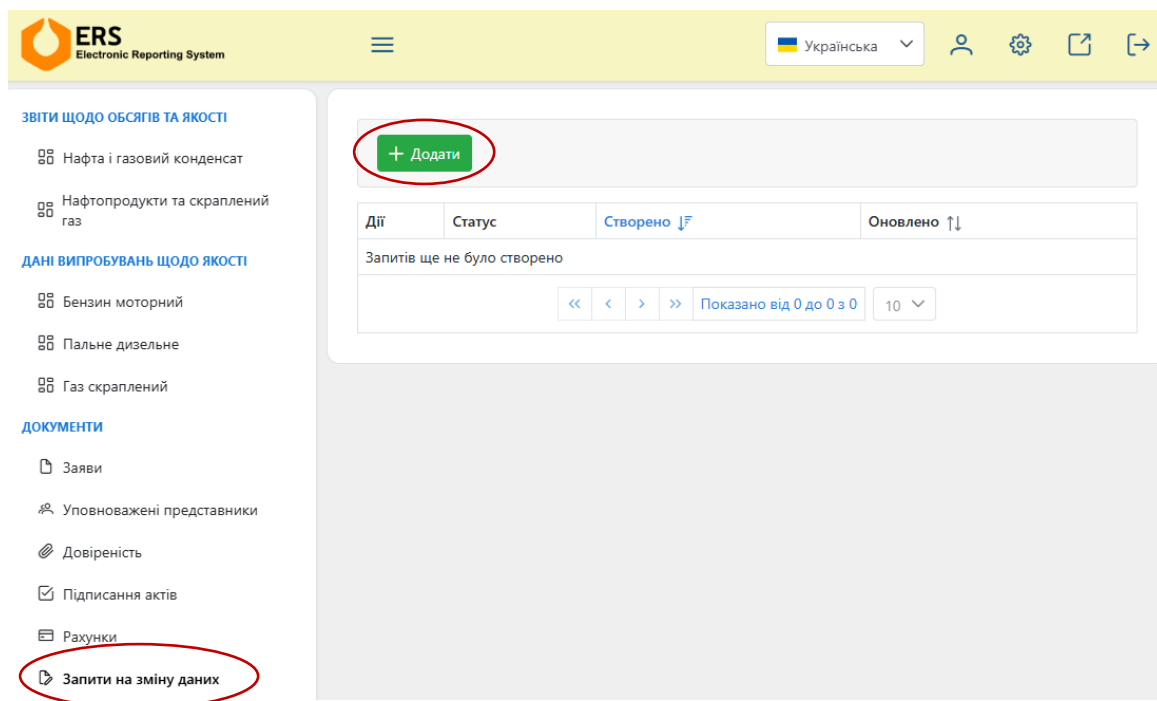 ERS
Electronic Reporting System
Українська
ЗВІТИ ЩОДО ОБСЯГІВ ТА ЯКОСТІ
Нафта і газовий конденсат
Нафтопродукти та скраплений
газ
ДАНІ ВИПРОБУВАНЬ ЩОДО ЯКОСТІ
Бензин моторний
Пальне дизельне
Газ скраплений
ДОКУМЕНТИ
Заяви
Уповноважені представники
Довіреність
Підписання актів
Рахунки
Запити на зміну даних
+ Додати
Дії Статус Створено Оновлено
Запитів ще не було створено
« ‹ › » Показано від 0 до 0 з 0 10